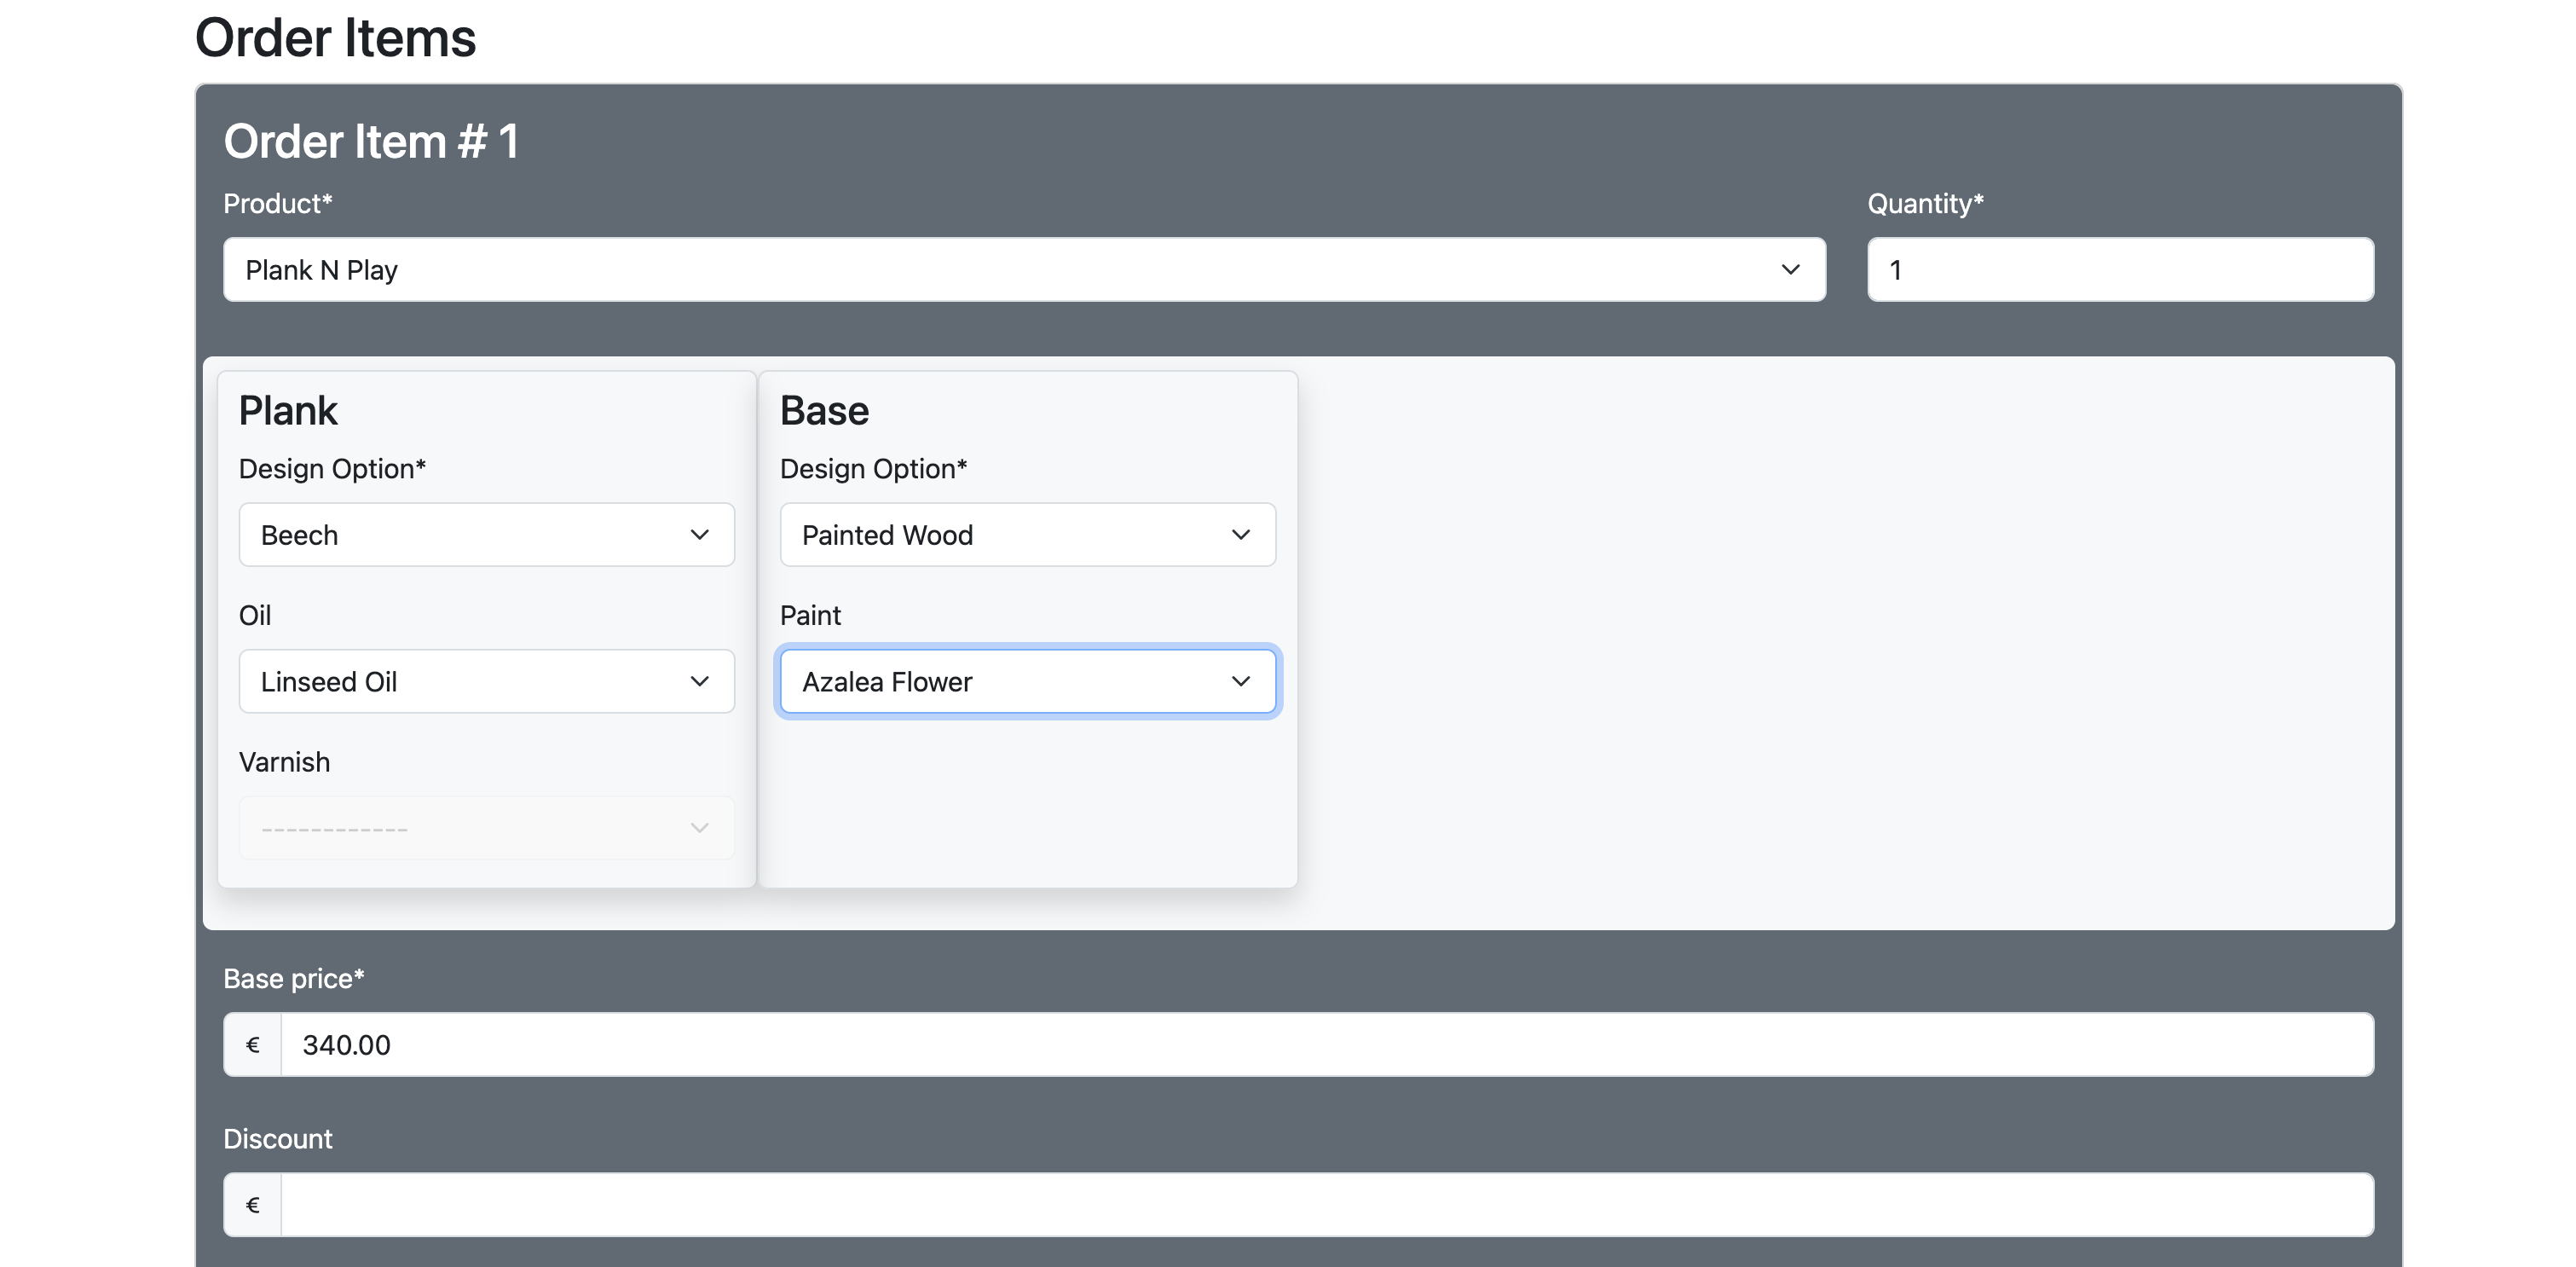 Order Items
Order Item # 1
Product*
Quantity*
Plank N Play
1
Plank
Base
Design Option*
Design Option*
Beech
Painted Wood
Oil
Paint
Linseed Oil
Azalea Flower
Varnish
------------
Base price*
€ 340.00
Discount
€